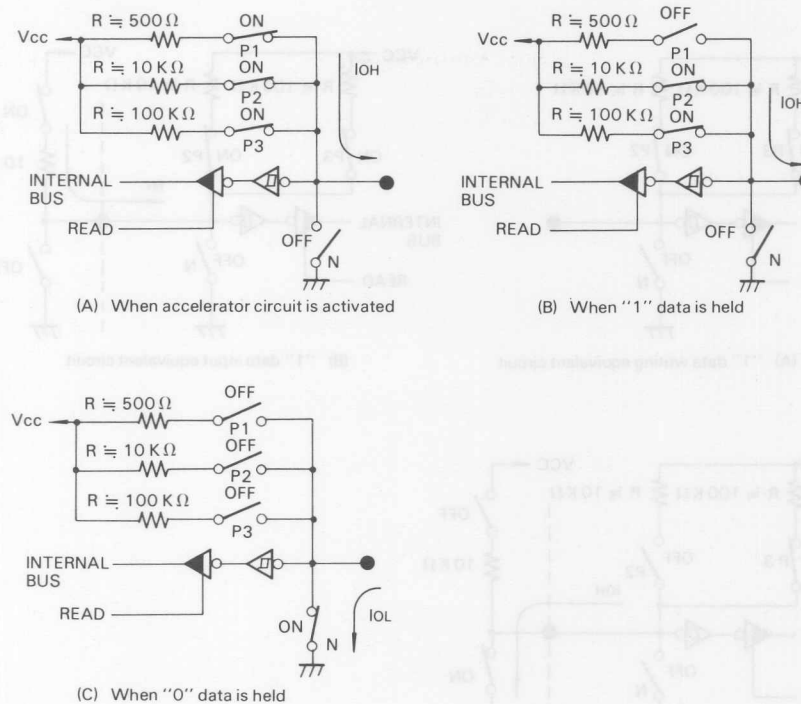 R ≒ 500Ω
ON
Vcc
P1
R ≒ 10 KΩ
ON
P2
R ≒ 100 KΩ
ON
P3
IOH
INTERNAL
BUS
READ
OFF
N
(A) When accelerator circuit is activated
R ≒ 500Ω
OFF
Vcc
P1
R ≒ 10 KΩ
ON
P2
R ≒ 100 KΩ
ON
P3
IOH
INTERNAL
BUS
READ
OFF
N
(B) When "1" data is held
R ≒ 500Ω
OFF
Vcc
P1
R ≒ 10 KΩ
OFF
P2
R ≒ 100 KΩ
OFF
P3
INTERNAL
BUS
READ
ON
N
IOL
(C) When "0" data is held